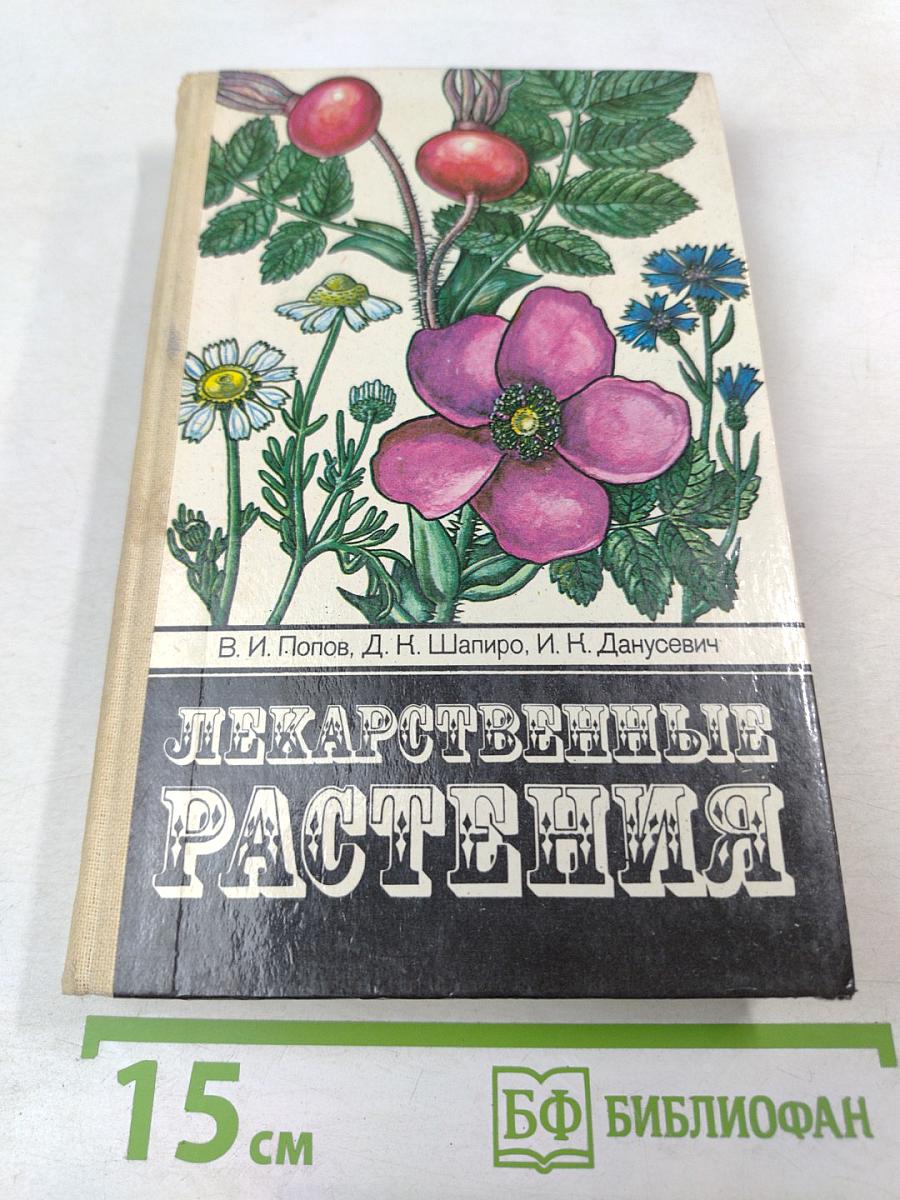 В. И. Попов, Д. К. Шапиро, И. К. Данусевич
ЛЕКАРСТВЕННЫЕ
РАСТЕНИЯ
15 см
БФ БИБЛИОФАН